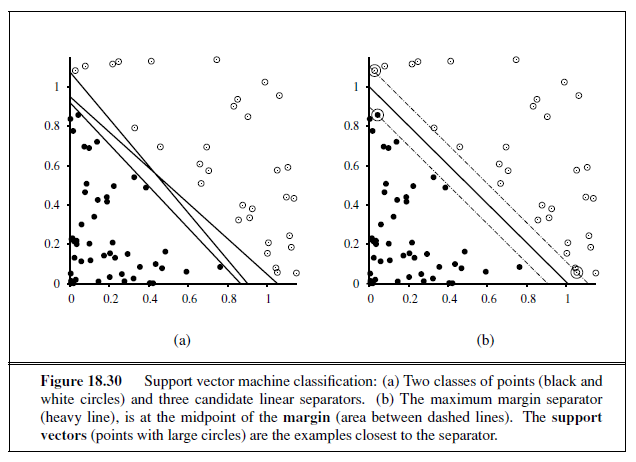 1
0.8
0.6
0.4
0.2
0
0 0.2 0.4 0.6 0.8 1
(a)
1
0.8
0.6
0.4
0.2
0
0 0.2 0.4 0.6 0.8 1
(b)
Figure 18.30 Support vector machine classification: (a) Two classes of points (black and
white circles) and three candidate linear separators. (b) The maximum margin separator
(heavy line), is at the midpoint of the margin (area between dashed lines). The support
vectors (points with large circles) are the examples closest to the separator.